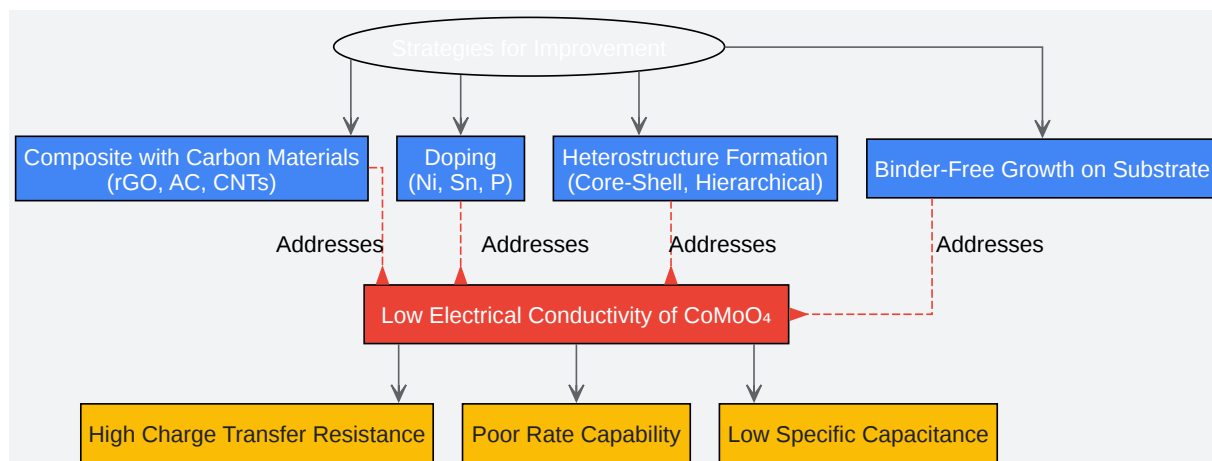 Strategies for Improvement
Composite with Carbon Materials
(rGO, AC, CNTs)
Doping
(Ni, Sn, P)
Heterostructure Formation
(Core-Shell, Hierarchical)
Binder-Free Growth on Substrate
Addresses
Addresses
Addresses
Addresses
Low Electrical Conductivity of CoMoO₄
High Charge Transfer Resistance
Poor Rate Capability
Low Specific Capacitance